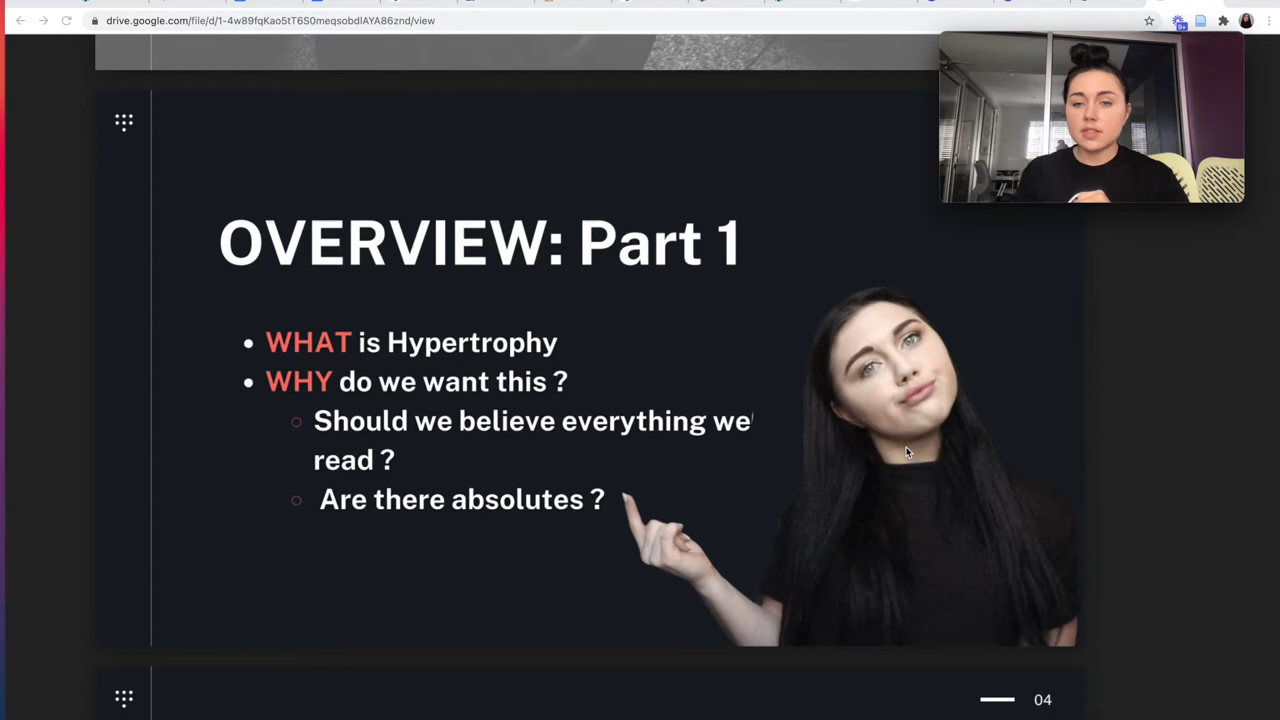 drive.google.com/file/d/1-4w89fqKao5tT6S0meqsobdIAYA86znd/view
9+
OVERVIEW: Part 1
• WHAT is Hypertrophy
• WHY do we want this ?
Should we believe everything we
read ?
Are there absolutes ?
04